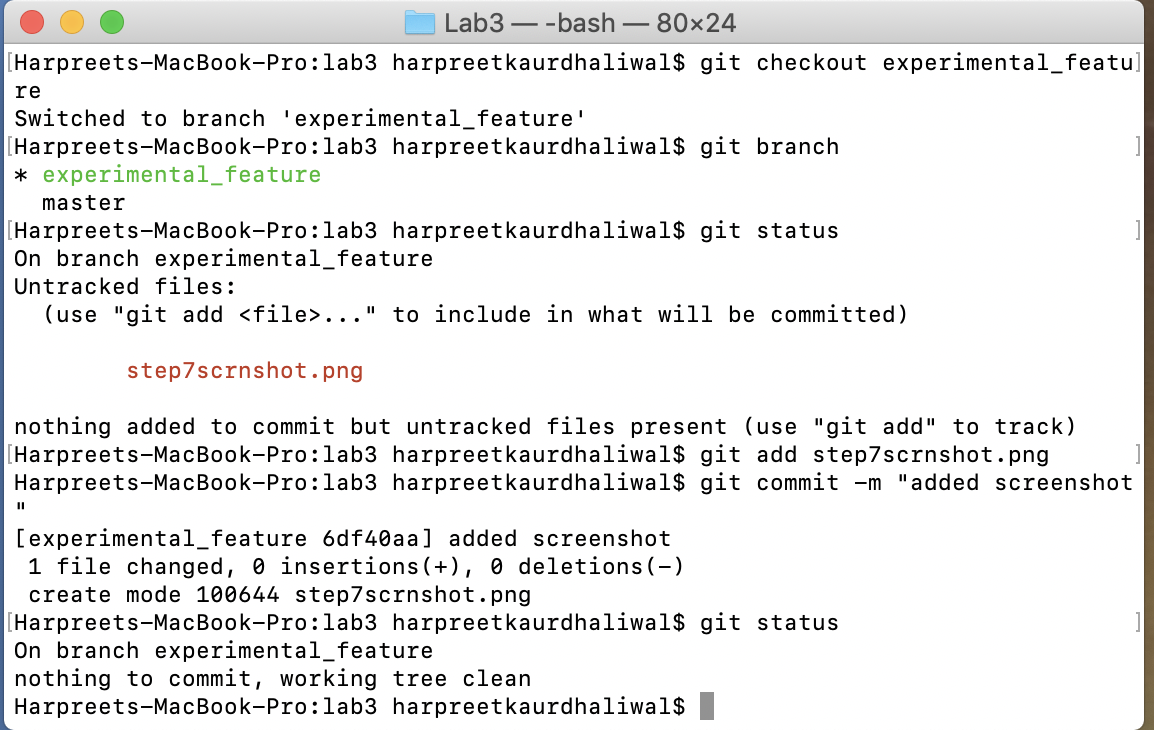 Lab3 — -bash — 80×24
[Harpreets-MacBook-Pro:lab3 harpreetkaurdhaliwal$ git checkout experimental_featu]
re
Switched to branch 'experimental_feature'
[Harpreets-MacBook-Pro:lab3 harpreetkaurdhaliwal$ git branch ]
* experimental_feature
  master
[Harpreets-MacBook-Pro:lab3 harpreetkaurdhaliwal$ git status ]
On branch experimental_feature
Untracked files:
  (use "git add <file>..." to include in what will be committed)

        step7scrnshot.png

nothing added to commit but untracked files present (use "git add" to track)
[Harpreets-MacBook-Pro:lab3 harpreetkaurdhaliwal$ git add step7scrnshot.png ]
Harpreets-MacBook-Pro:lab3 harpreetkaurdhaliwal$ git commit -m "added screenshot
"
[experimental_feature 6df40aa] added screenshot
 1 file changed, 0 insertions(+), 0 deletions(-)
 create mode 100644 step7scrnshot.png
[Harpreets-MacBook-Pro:lab3 harpreetkaurdhaliwal$ git status ]
On branch experimental_feature
nothing to commit, working tree clean
Harpreets-MacBook-Pro:lab3 harpreetkaurdhaliwal$